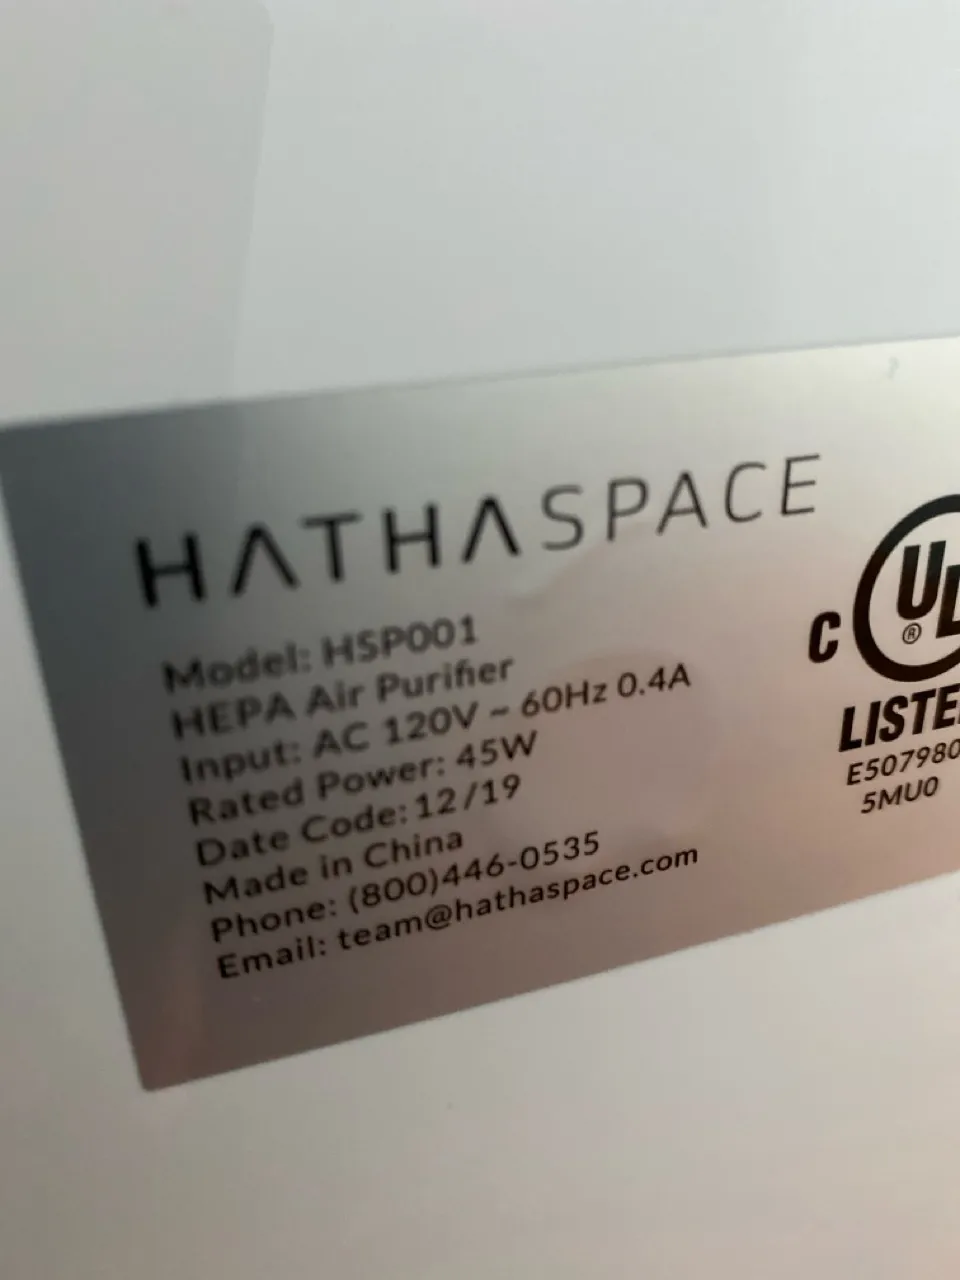 HATHASPACE
Model: HSP001
HEPA Air Purifier
Input: AC 120V ~ 60Hz 0.4A
Rated Power: 45W
Date Code: 12/19
Made in China
Phone: (800)446-0535
Email: team@hathaspace.com
C UL
®
LISTE
E507980
5MU0